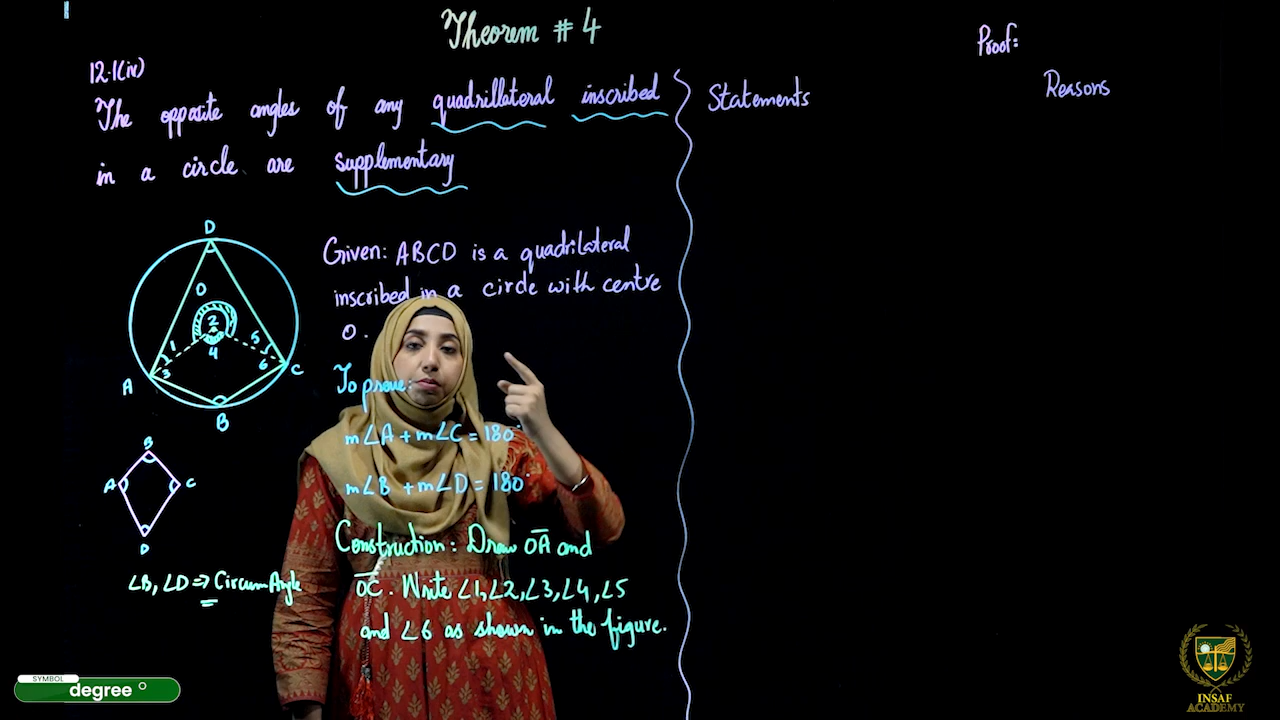 Theorem # 4
Proof:
12.1(iv)
The opposite angles of any quadrillateral inscribed
in a circle are supplementary
Statements
Reasons
D
O
2
1
5
4
3
6
A
C
B
Given: ABCD is a quadrilateral
inscribed in a circle with centre
O.
To prove:
m∠A + m∠C = 180°
m∠B + m∠D = 180°
B
A
C
D
∠B, ∠D ⇒ Circum Angle
Construction: Draw O̅A̅ and
O̅C̅. Write ∠1, ∠2, ∠3, ∠4, ∠5
and ∠6 as shown in the figure.
SYMBOL
degree °
INSAF
ACADEMY